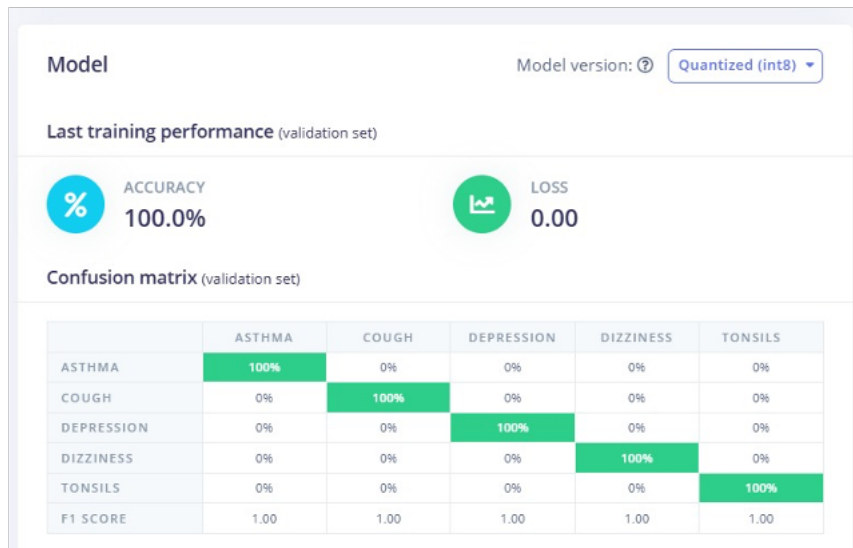 Model Model version: Quantized (int8)
Last training performance (validation set)
ACCURACY LOSS
% 100.0% 0.00
Confusion matrix (validation set)
ASTHMA COUGH DEPRESSION DIZZINESS TONSILS
ASTHMA 100% 0% 0% 0% 0%
COUGH 0% 100% 0% 0% 0%
DEPRESSION 0% 0% 100% 0% 0%
DIZZINESS 0% 0% 0% 100% 0%
TONSILS 0% 0% 0% 0% 100%
F1 SCORE 1.00 1.00 1.00 1.00 1.00